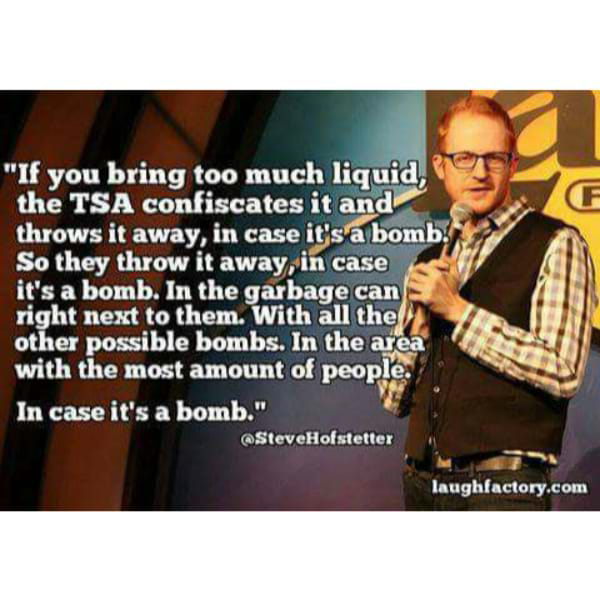 "If you bring too much liquid,
the TSA confiscates it and
throws it away, in case it's a bomb.
So they throw it away, in case
it's a bomb. In the garbage can
right next to them. With all the
other possible bombs. In the area
with the most amount of people.
In case it's a bomb."
@SteveHofstetter
laughfactory.com